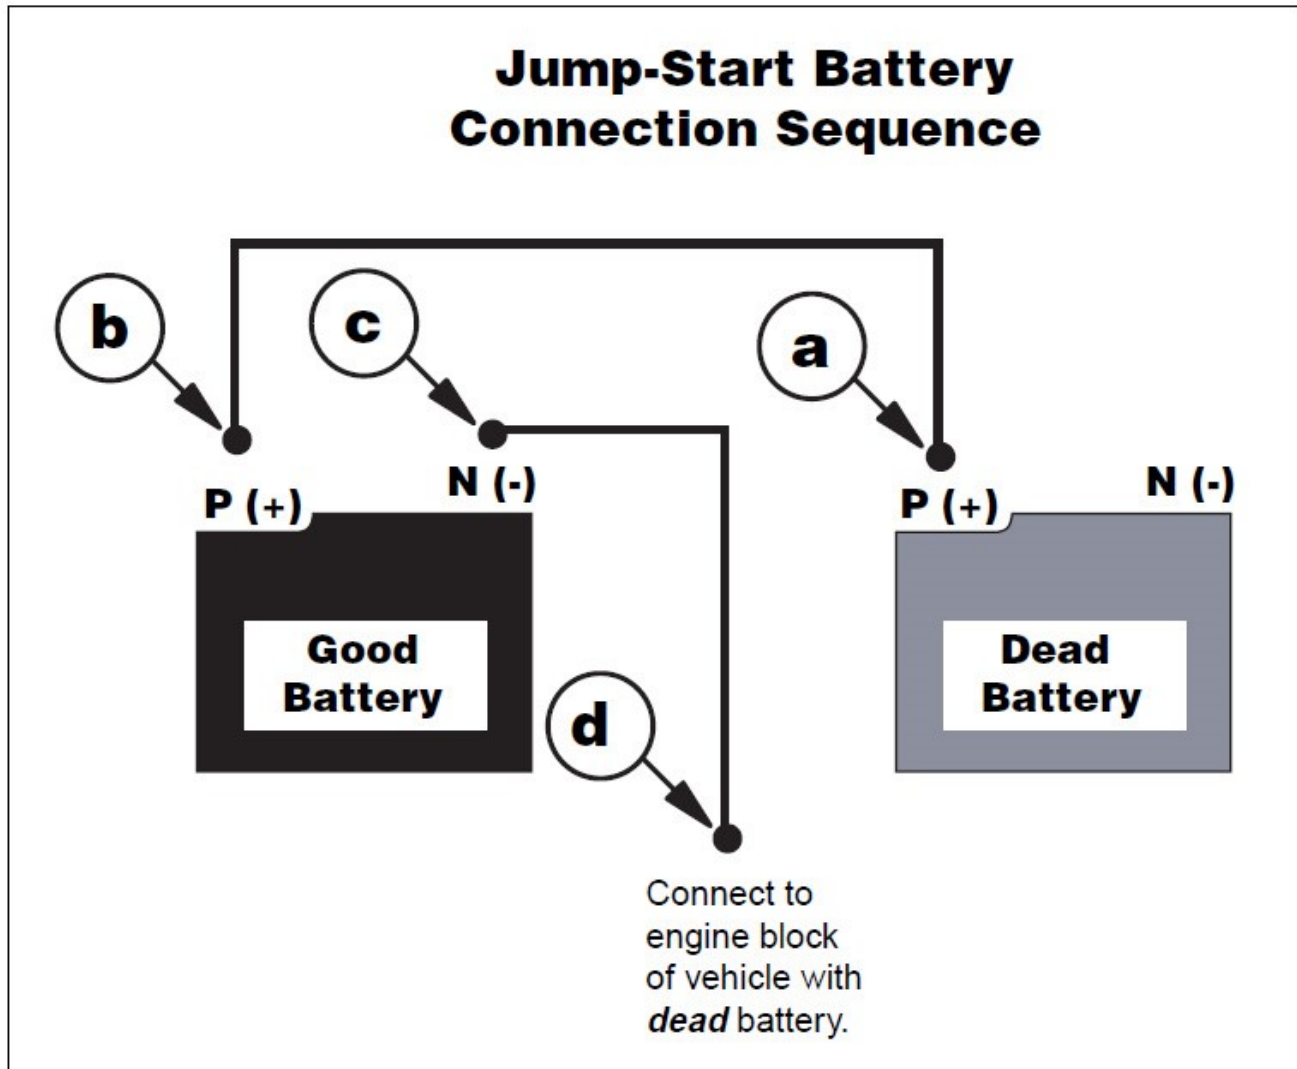 Jump-Start Battery
Connection Sequence
b
c
a
P (+)
N (-)
P (+)
N (-)
Good
Battery
Dead
Battery
d
Connect to
engine block
of vehicle with
dead battery.